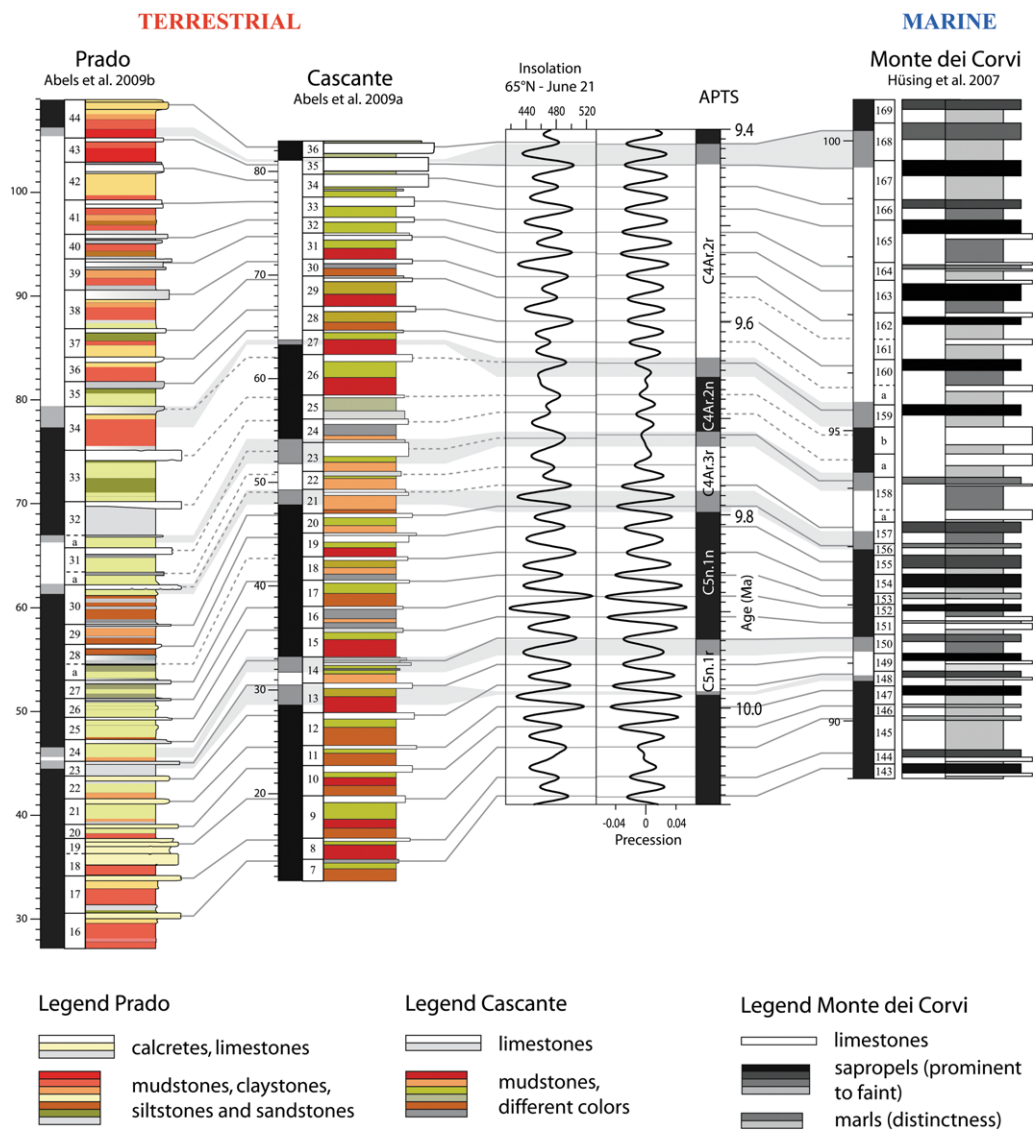 TERRESTRIAL
MARINE
Prado
Abels et al. 2009b
Cascante
Abels et al. 2009a
Insolation
65°N - June 21
440 480 520
APTS
Monte dei Corvi
Hüsing et al. 2007
44
43
42
41
40
39
38
37
36
35
34
33
32
a
31
a
30
29
28
a
27
26
25
24
23
22
21
20
19
18
17
16
100
90
80
70
60
50
40
30
36
35
34
33
32
31
30
29
28
27
26
25
24
23
22
21
20
19
18
17
16
15
14
13
12
11
10
9
8
7
80
70
60
50
40
30
20
9.4
9.6
9.8
10.0
Age (Ma)
C4Ar.2r
C4Ar.2n
C4Ar.3r
C5n.1n
C5n.1r
-0.04 0 0.04
Precession
100
95
90
169
168
167
166
165
164
163
162
161
160
a
159
b
a
158
a
157
156
155
154
153
152
151
150
149
148
147
146
145
144
143
Legend Prado
calcretes, limestones
mudstones, claystones,
siltstones and sandstones
Legend Cascante
limestones
mudstones,
different colors
Legend Monte dei Corvi
limestones
sapropels (prominent
to faint)
marls (distinctness)